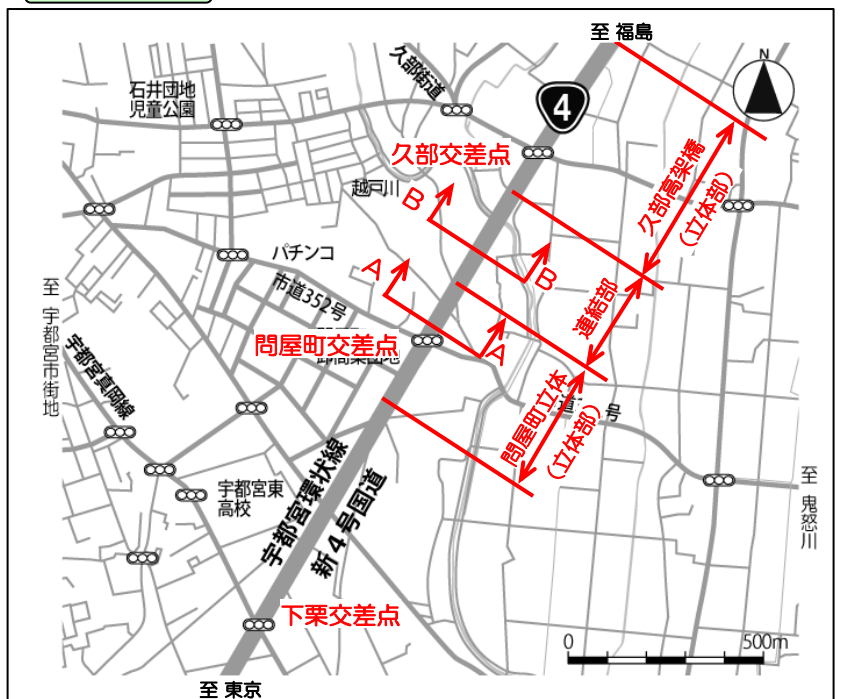 至 福島
N
4
石井団地
児童公園
久部街道
久部交差点
越戸川
久部高架橋
(立体部)
B
B
パチンコ
A
市道352号
連結部
至 宇都宮市街地
問屋町交差点
A
宇都宮真岡線
問屋町立体
(立体部)
道
号
宇都宮東
高校
宇都宮環状線
新4号国道
至 鬼怒川
下栗交差点
0 500m
至 東京